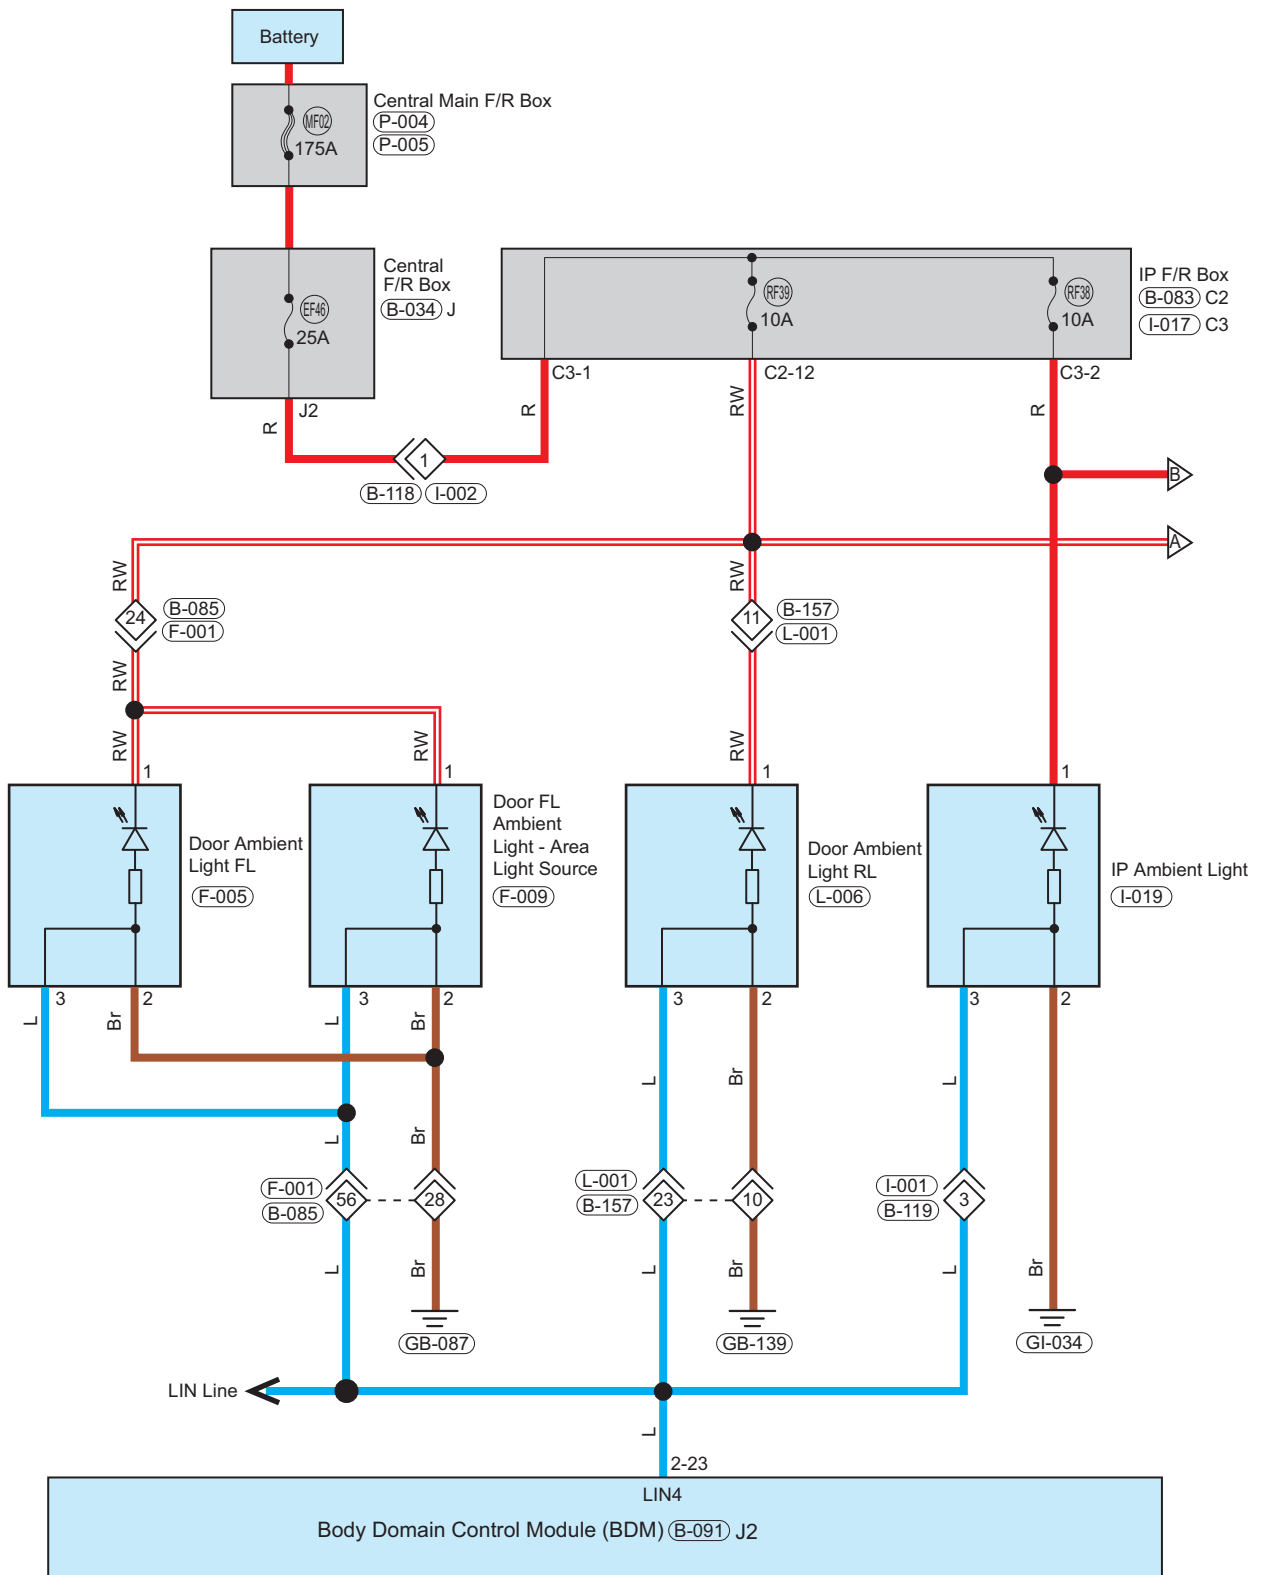 Battery
Central Main F/R Box
P-004
P-005
MF02
175A
Central
F/R Box
B-034 J
EF46
25A
J2
R
IP F/R Box
B-083 C2
I-017 C3
RF39
10A
RF38
10A
C3-1
C2-12
C3-2
R
RW
R
1
B-118 I-002
B
A
RW
RW
24
B-085
F-001
11
B-157
L-001
RW
RW
RW
RW
1
1
1
1
Door Ambient
Light FL
F-005
Door FL
Ambient
Light - Area
Light Source
F-009
Door Ambient
Light RL
L-006
IP Ambient Light
I-019
3
2
3
2
3
2
3
2
L
Br
L
Br
L
Br
L
L
Br
F-001
B-085
56
28
L-001
B-157
23
10
I-001
B-119
3
L
Br
L
Br
L
Br
GB-087
GB-139
GI-034
LIN Line
L
2-23
LIN4
Body Domain Control Module (BDM) B-091 J2